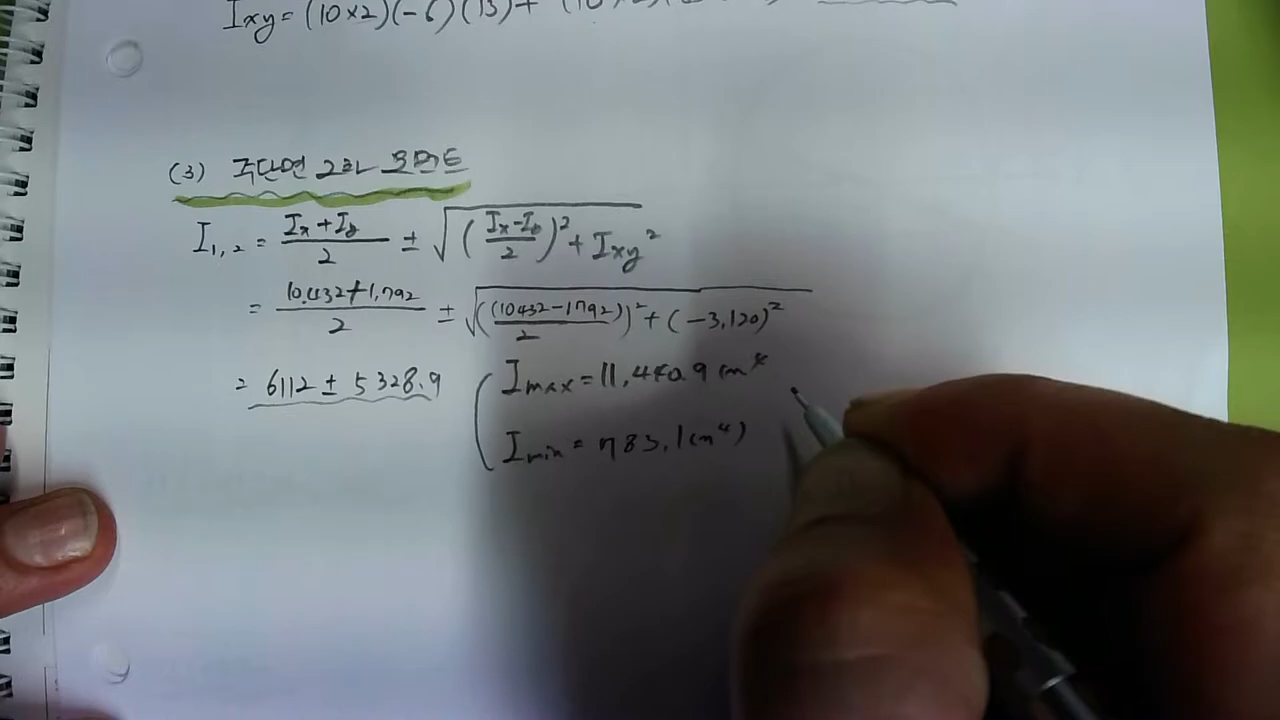 Ixy = (10×2)(-6)(13) + (10×2)
(3) 주단면 2차 모멘트
I1,2 = (Ix+Iy)/2 ± √((Ix-Iy)/2)² + Ixy²
= (10,432+1,792)/2 ± √((10432-1792)/2)² + (-3,120)²
= 6112 ± 5328.9
Imax = 11,440.9 cm⁴
Imin = 783.1 cm⁴)